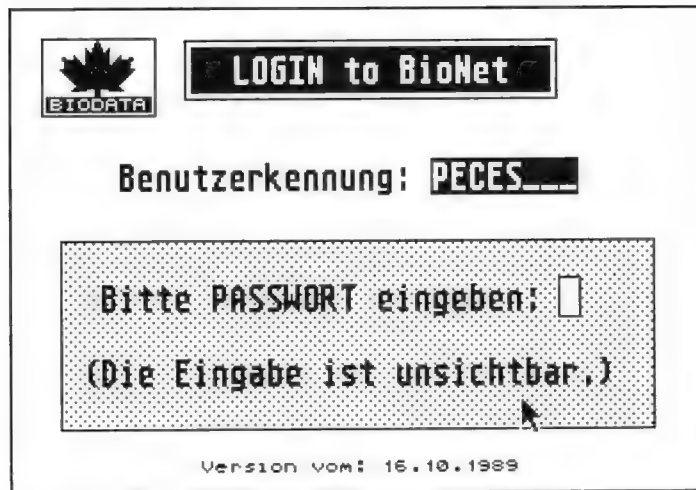 BIODATA
LOGIN to BioNet
Benutzerkennung: PECES___
Bitte PASSWORT eingeben:
(Die Eingabe ist unsichtbar.)
Version vom: 16.10.1989